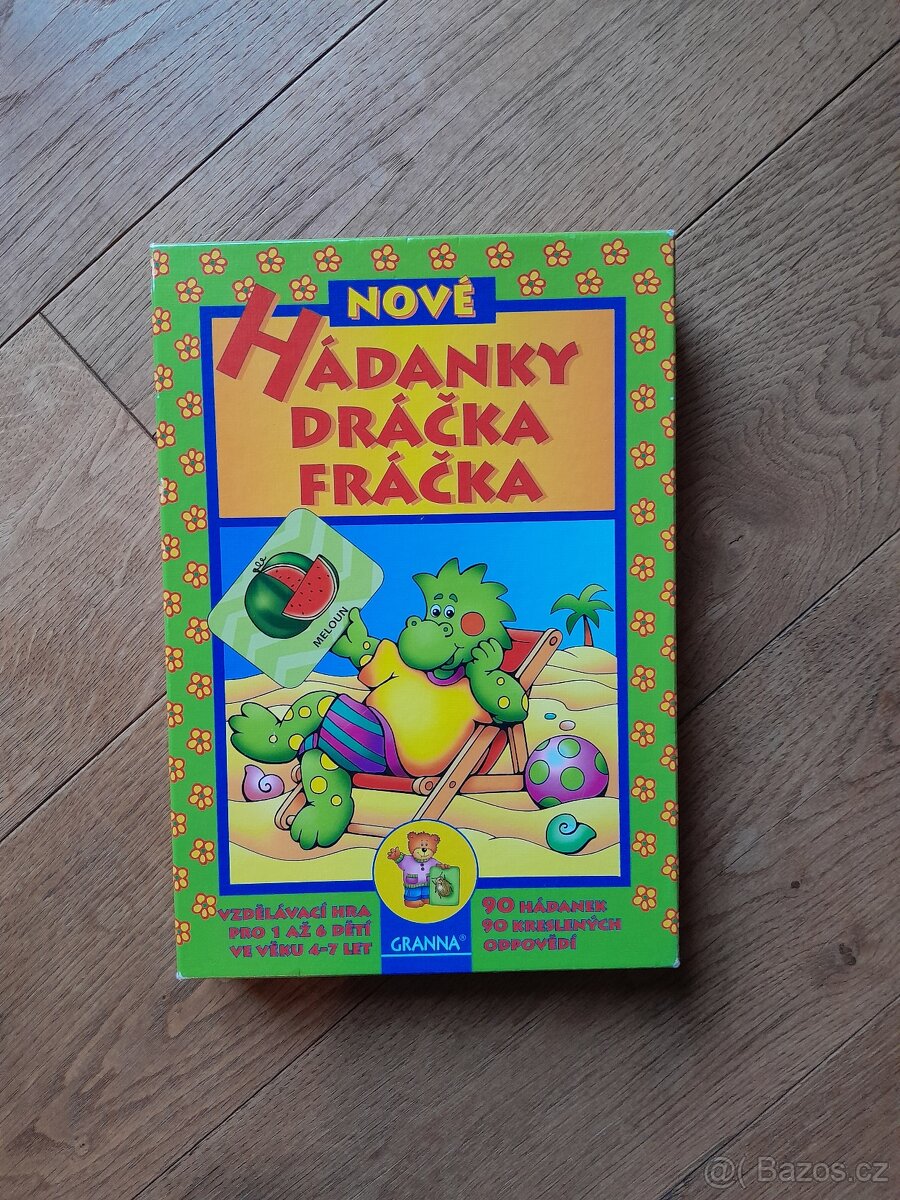 NOVÉ
HÁDANKY
DRÁČKA
FRÁČKA
MELOUN
VZDĚLÁVACÍ HRA
PRO 1 AŽ 6 DĚTÍ
VE VĚKU 4-7 LET
GRANNA®
90 HÁDANEK
90 KRESLENÝCH
ODPOVĚDÍ
@( Bazos.cz